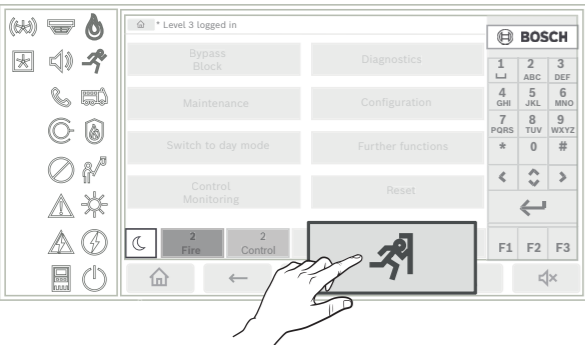 * Level 3 logged in
BOSCH
Bypass
Block
Diagnostics
Maintenance
Configuration
Switch to day mode
Further functions
Control
Monitoring
Reset
2
Fire
2
Control
1
2
ABC
3
DEF
4
GHI
5
JKL
6
MNO
7
PQRS
8
TUV
9
WXYZ
* 0 #
F1 F2 F3